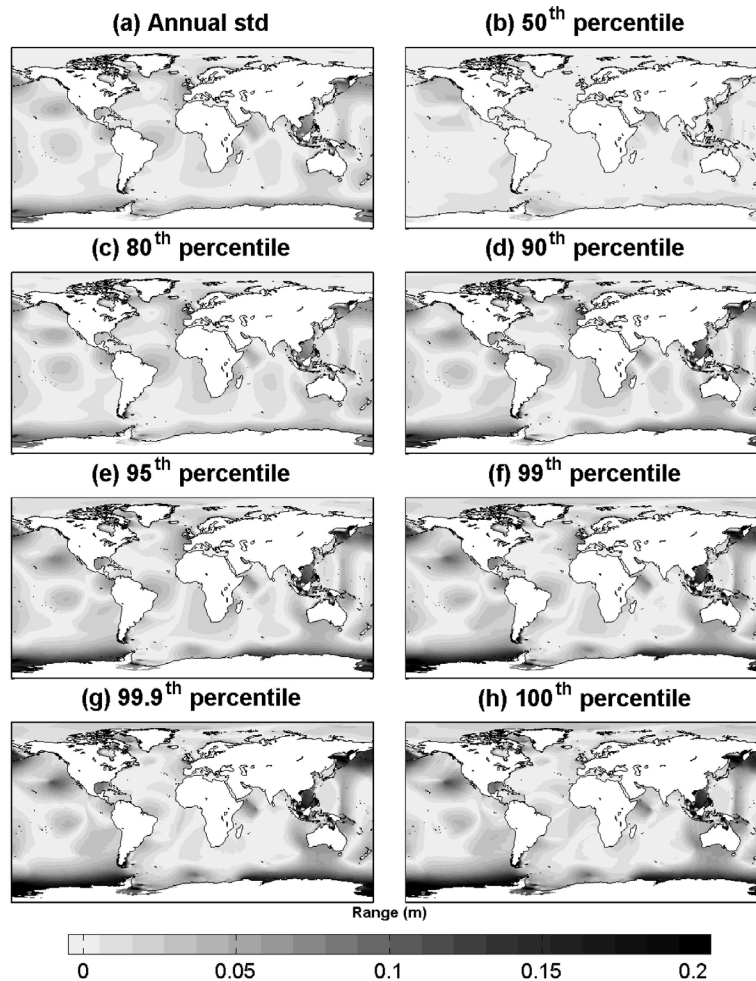 (a) Annual std
(b) 50th percentile
(c) 80th percentile
(d) 90th percentile
(e) 95th percentile
(f) 99th percentile
(g) 99.9th percentile
(h) 100th percentile
Range (m)
0 0.05 0.1 0.15 0.2